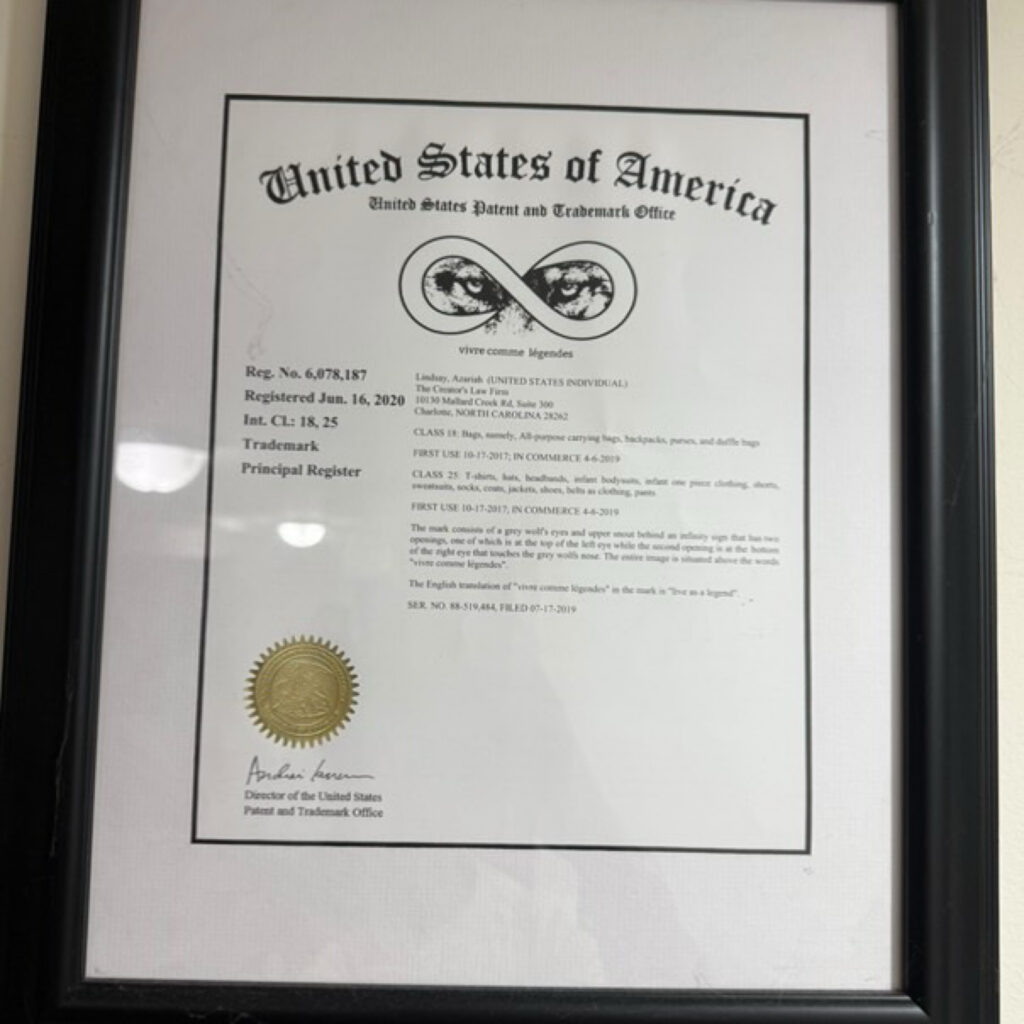 United States of America
United States Patent and Trademark Office
vivre comme légendes
Reg. No. 6,078,187
Registered Jun. 16, 2020
Int. Cl.: 18, 25
Trademark
Principal Register
Lindsay, Azariah (UNITED STATES INDIVIDUAL)
The Creator's Law Firm
10130 Mallard Creek Rd, Suite 300
Charlotte, NORTH CAROLINA 28262
CLASS 18: Bags, namely, All-purpose carrying bags, backpacks, purses, and duffle bags
FIRST USE 10-17-2017; IN COMMERCE 4-6-2019
CLASS 25: T-shirts, hats, headbands, infant bodysuits, infant one piece clothing, shorts,
sweatsuits, socks, coats, jackets, shoes, belts as clothing, pants
FIRST USE 10-17-2017, IN COMMERCE 4-6-2019
The mark consists of a grey wolf's eyes and upper snout behind an infinity sign that has two
openings, one of which is at the top of the left eye while the second opening is at the bottom
of the right eye that touches the grey wolfs nose. The entire image is situated above the words
"vivre comme légendes".
The English translation of "vivre comme légendes" in the mark is "live as a legend".
SER. NO. 88-519,484, FILED 07-17-2019
Director of the United States
Patent and Trademark Office